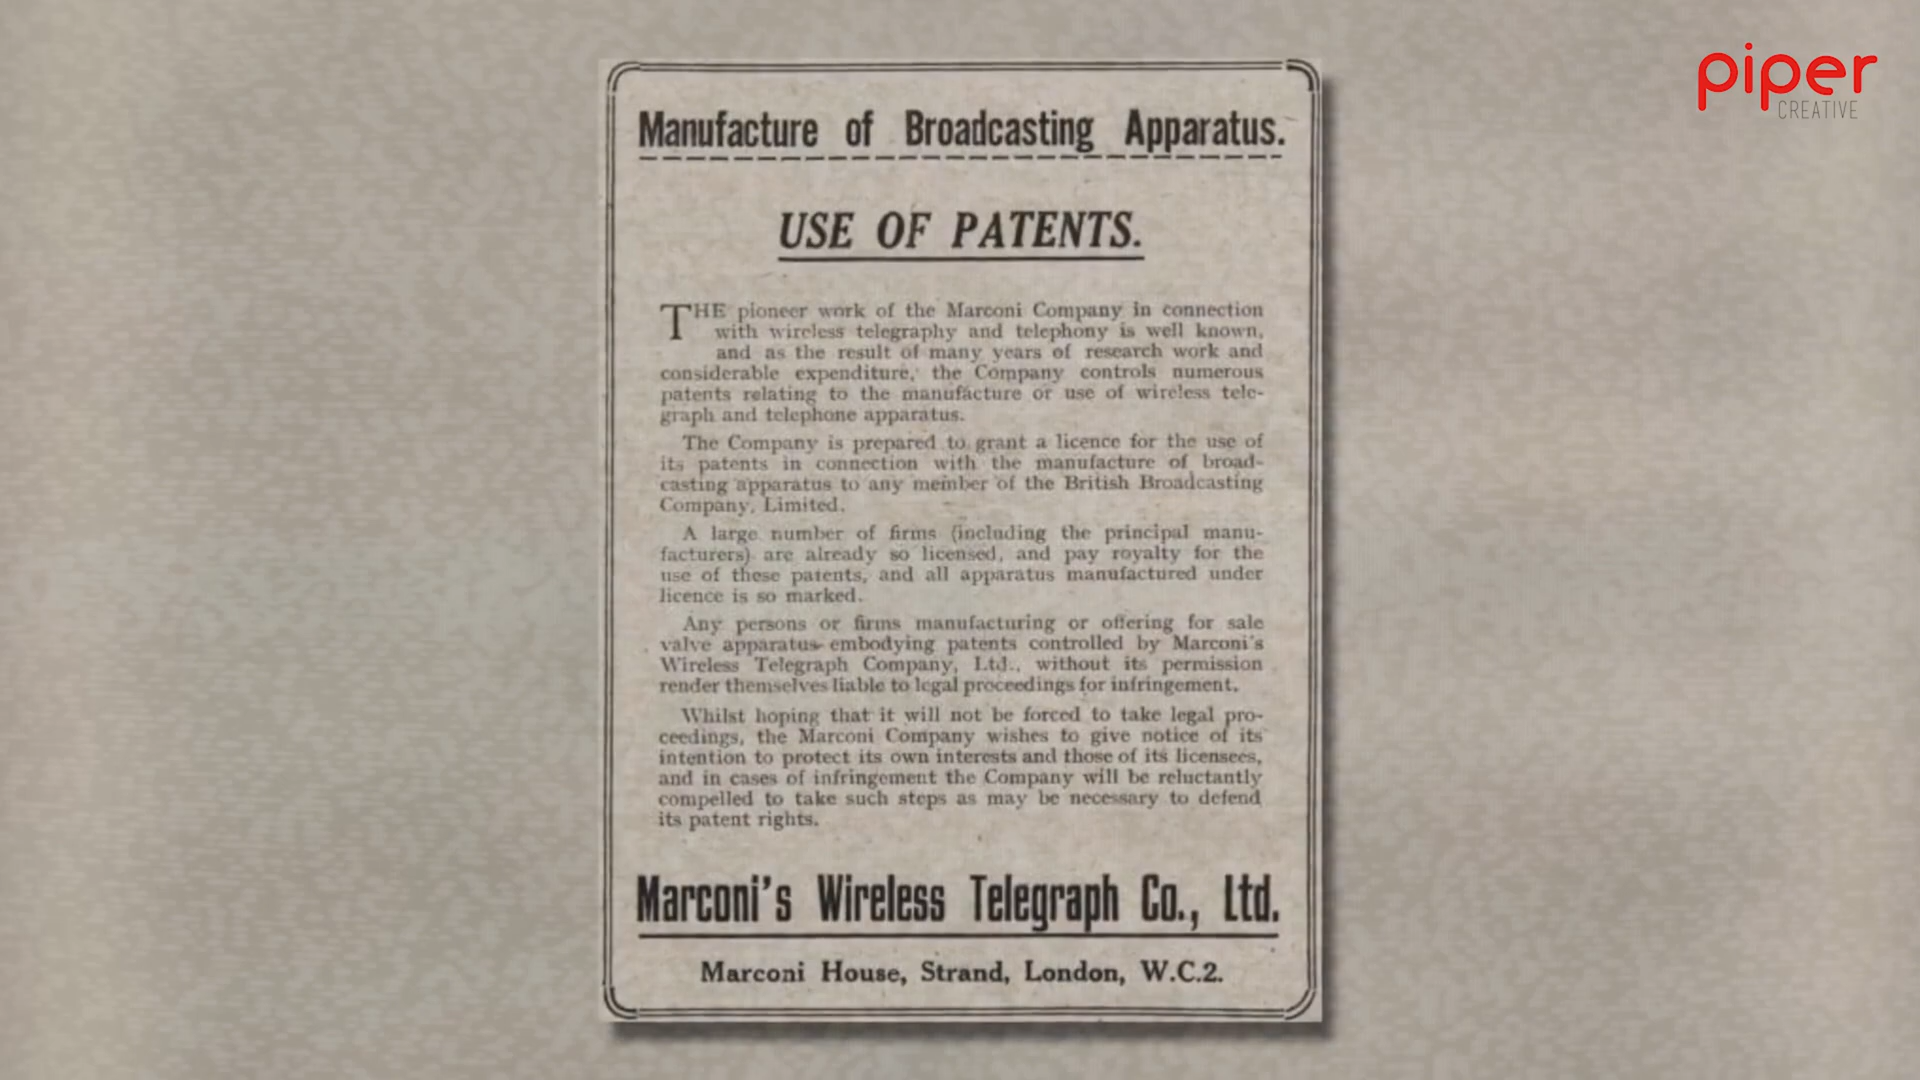 piper
CREATIVE
Manufacture of Broadcasting Apparatus.
USE OF PATENTS.
THE pioneer work of the Marconi Company in connection
with wireless telegraphy and telephony is well known,
and as the result of many years of research work and
considerable expenditure, the Company controls numerous
patents relating to the manufacture or use of wireless tele-
graph and telephone apparatus.
The Company is prepared to grant a licence for the use of
its patents in connection with the manufacture of broad-
casting apparatus to any member of the British Broadcasting
Company, Limited.
A large number of firms (including the principal manu-
facturers) are already so licensed, and pay royalty for the
use of these patents, and all apparatus manufactured under
licence is so marked.
Any persons or firms manufacturing or offering for sale
valve apparatus embodying patents controlled by Marconi's
Wireless Telegraph Company, Ltd., without its permission
render themselves liable to legal proceedings for infringement.
Whilst hoping that it will not be forced to take legal pro-
ceedings, the Marconi Company wishes to give notice of its
intention to protect its own interests and those of its licensees,
and in cases of infringement the Company will be reluctantly
compelled to take such steps as may be necessary to defend
its patent rights.
Marconi's Wireless Telegraph Co., Ltd.
Marconi House, Strand, London, W.C.2.